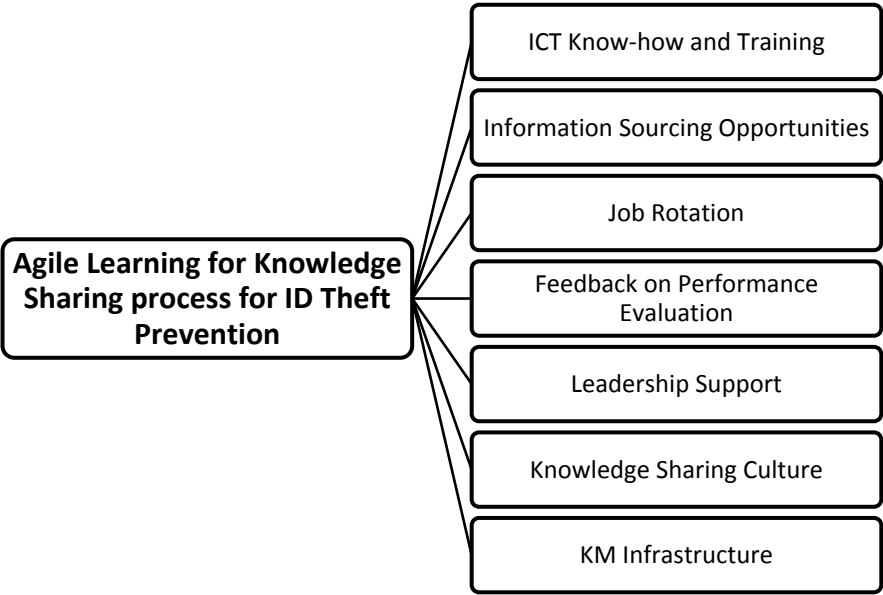 ICT Know-how and Training
Information Sourcing Opportunities
Job Rotation
Agile Learning for Knowledge
Sharing process for ID Theft
Prevention
Feedback on Performance
Evaluation
Leadership Support
Knowledge Sharing Culture
KM Infrastructure